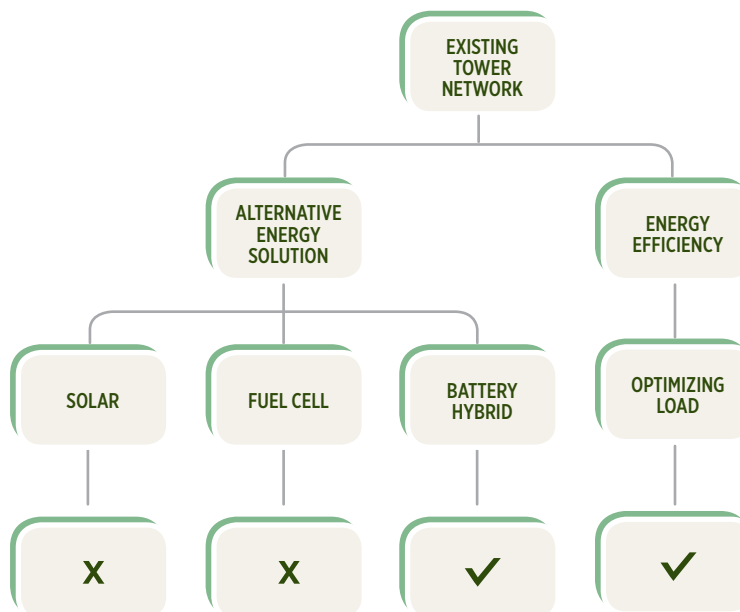 EXISTING
TOWER
NETWORK
ALTERNATIVE
ENERGY
SOLUTION
ENERGY
EFFICIENCY
SOLAR
FUEL CELL
BATTERY
HYBRID
OPTIMIZING
LOAD
X
X
✓
✓